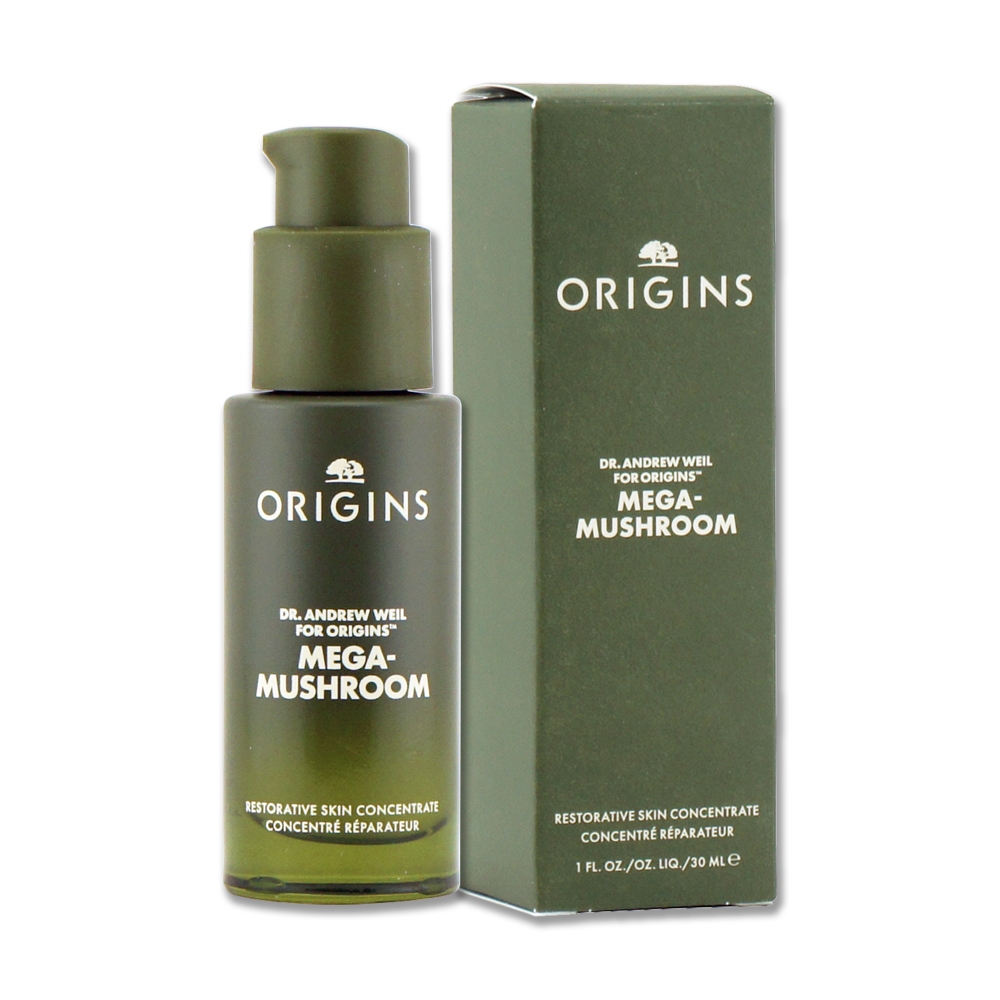 ORIGINS
DR. ANDREW WEIL
FOR ORIGINS™
MEGA-
MUSHROOM
RESTORATIVE SKIN CONCENTRATE
CONCENTRÉ RÉPARATEUR
ORIGINS
DR. ANDREW WEIL
FOR ORIGINS™
MEGA-
MUSHROOM
RESTORATIVE SKIN CONCENTRATE
CONCENTRÉ RÉPARATEUR
1 FL. OZ./OZ. LIQ./30 ML ℮